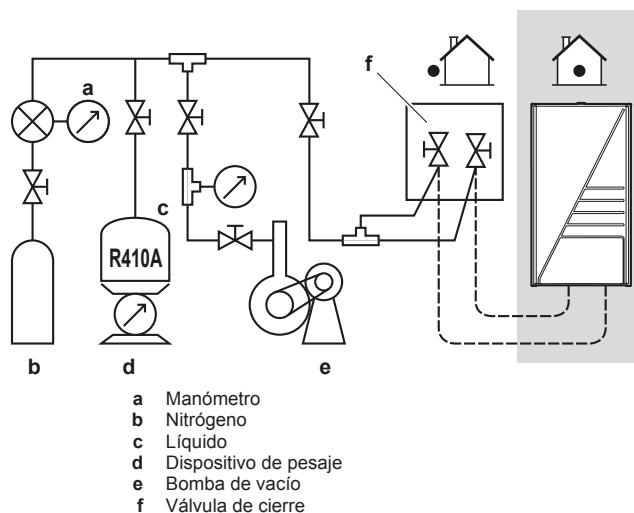 f
a
c
R410A
b
d
e
a Manómetro
b Nitrógeno
c Líquido
d Dispositivo de pesaje
e Bomba de vacío
f Válvula de cierre